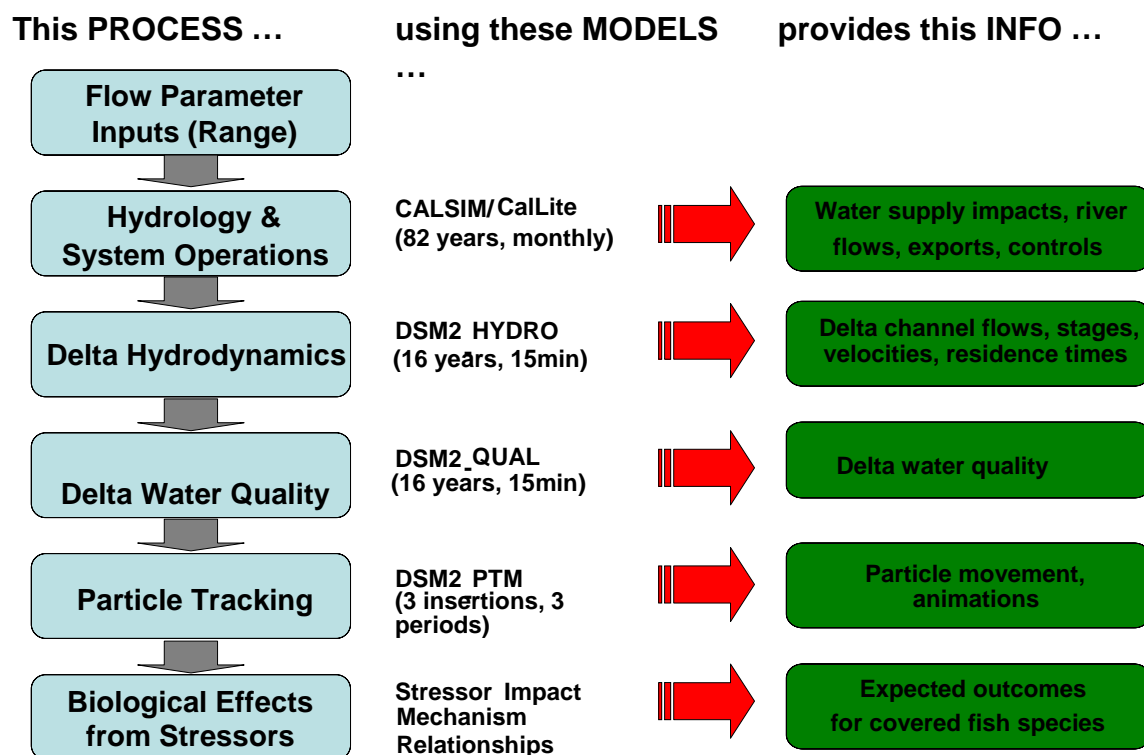 This PROCESS …
using these MODELS
…
provides this INFO …
Flow Parameter
Inputs (Range)
Hydrology &
System Operations
CALSIM/ CalLite
(82 years, monthly)
Water supply impacts, river
flows, exports, controls
Delta Hydrodynamics
DSM2 HYDRO
(16 years, 15min)
Delta channel flows, stages,
velocities, residence times
Delta Water Quality
DSM2-QUAL
(16 years, 15min)
Delta water quality
Particle Tracking
DSM2 PTM
(3 insertions, 3
periods)
Particle movement,
animations
Biological Effects
from Stressors
Stressor Impact
Mechanism
Relationships
Expected outcomes
for covered fish species